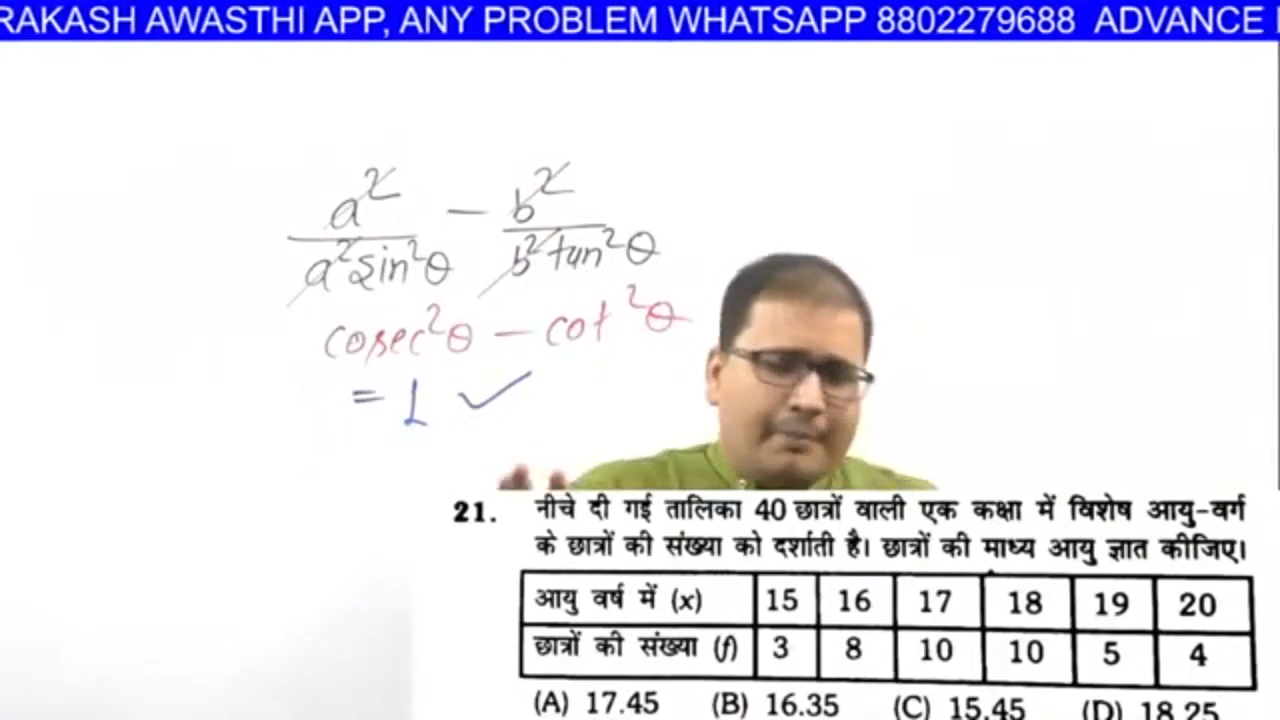 RAKASH AWASTHI APP, ANY PROBLEM WHATSAPP 8802279688 ADVANCE
a² − b²
a²sin²θ b²tan²θ
cosec²θ − cot²θ
= 1 ✓
21. नीचे दी गई तालिका 40 छात्रों वाली एक कक्षा में विशेष आयु-वर्ग
के छात्रों की संख्या को दर्शाती है। छात्रों की माध्य आयु ज्ञात कीजिए।
आयु वर्ष में (x) 15 16 17 18 19 20
छात्रों की संख्या (f) 3 8 10 10 5 4
(A) 17.45 (B) 16.35 (C) 15.45 (D) 18.25